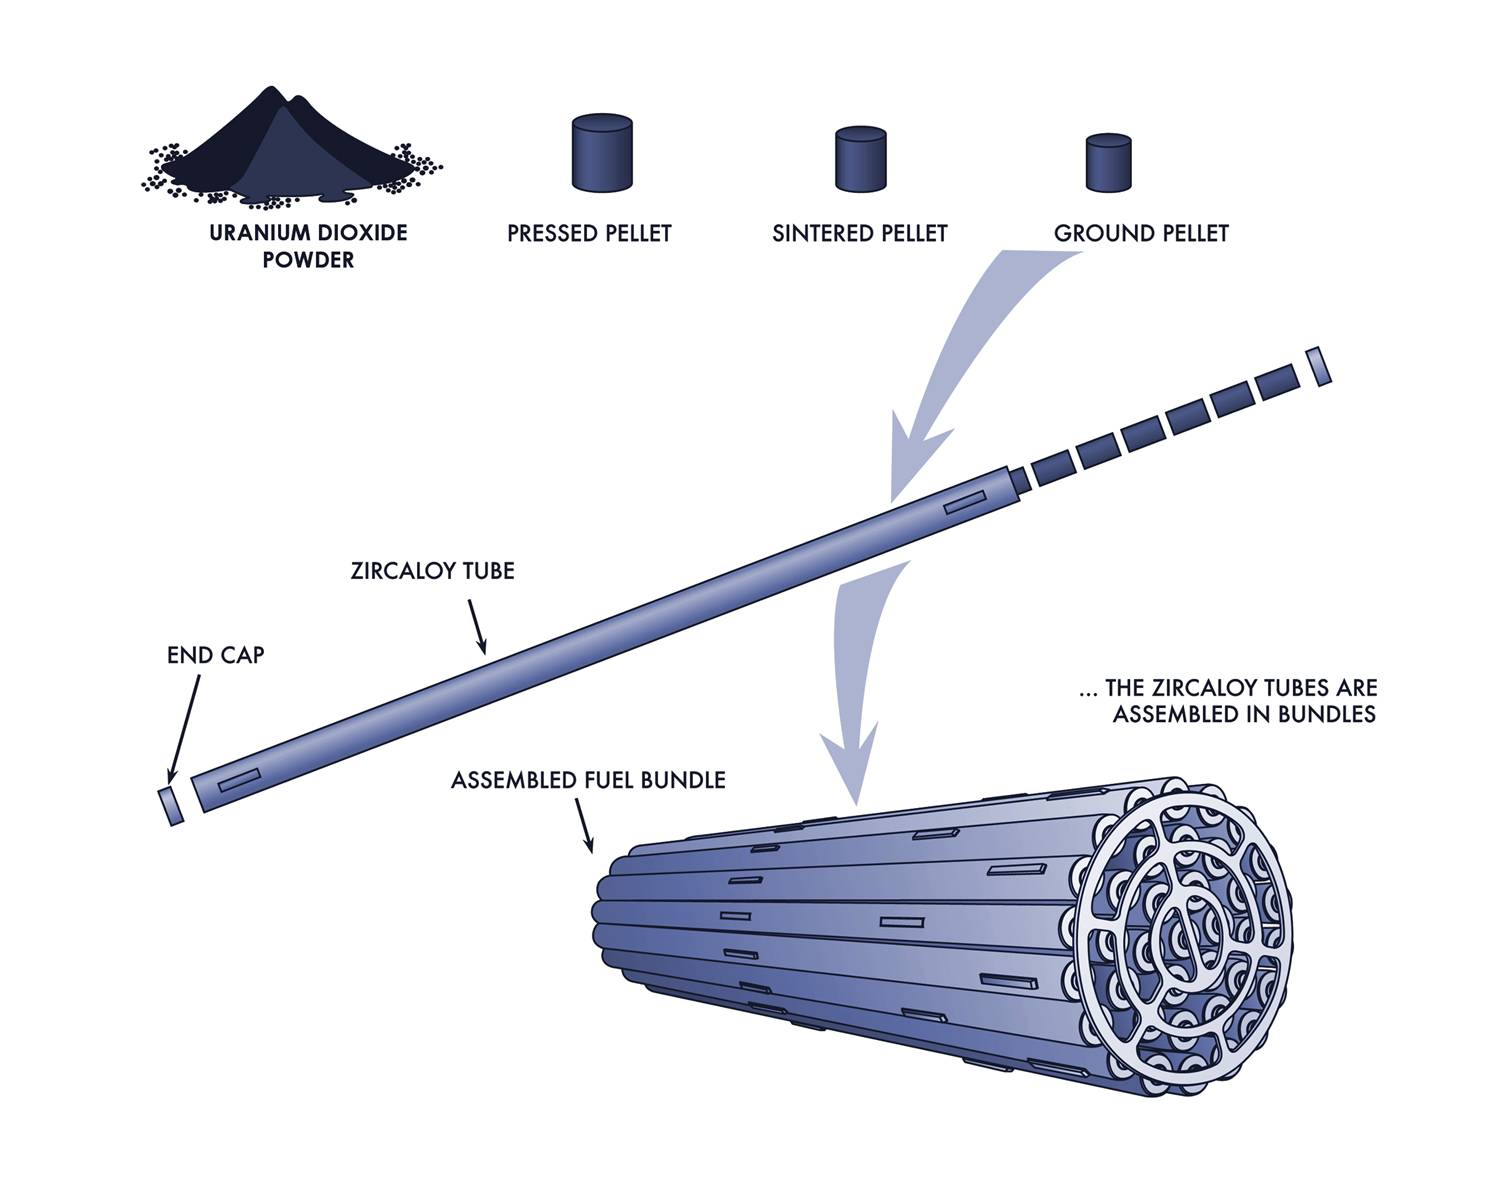 URANIUM DIOXIDE
POWDER
PRESSED PELLET
SINTERED PELLET
GROUND PELLET
ZIRCALOY TUBE
END CAP
... THE ZIRCALOY TUBES ARE
ASSEMBLED IN BUNDLES
ASSEMBLED FUEL BUNDLE